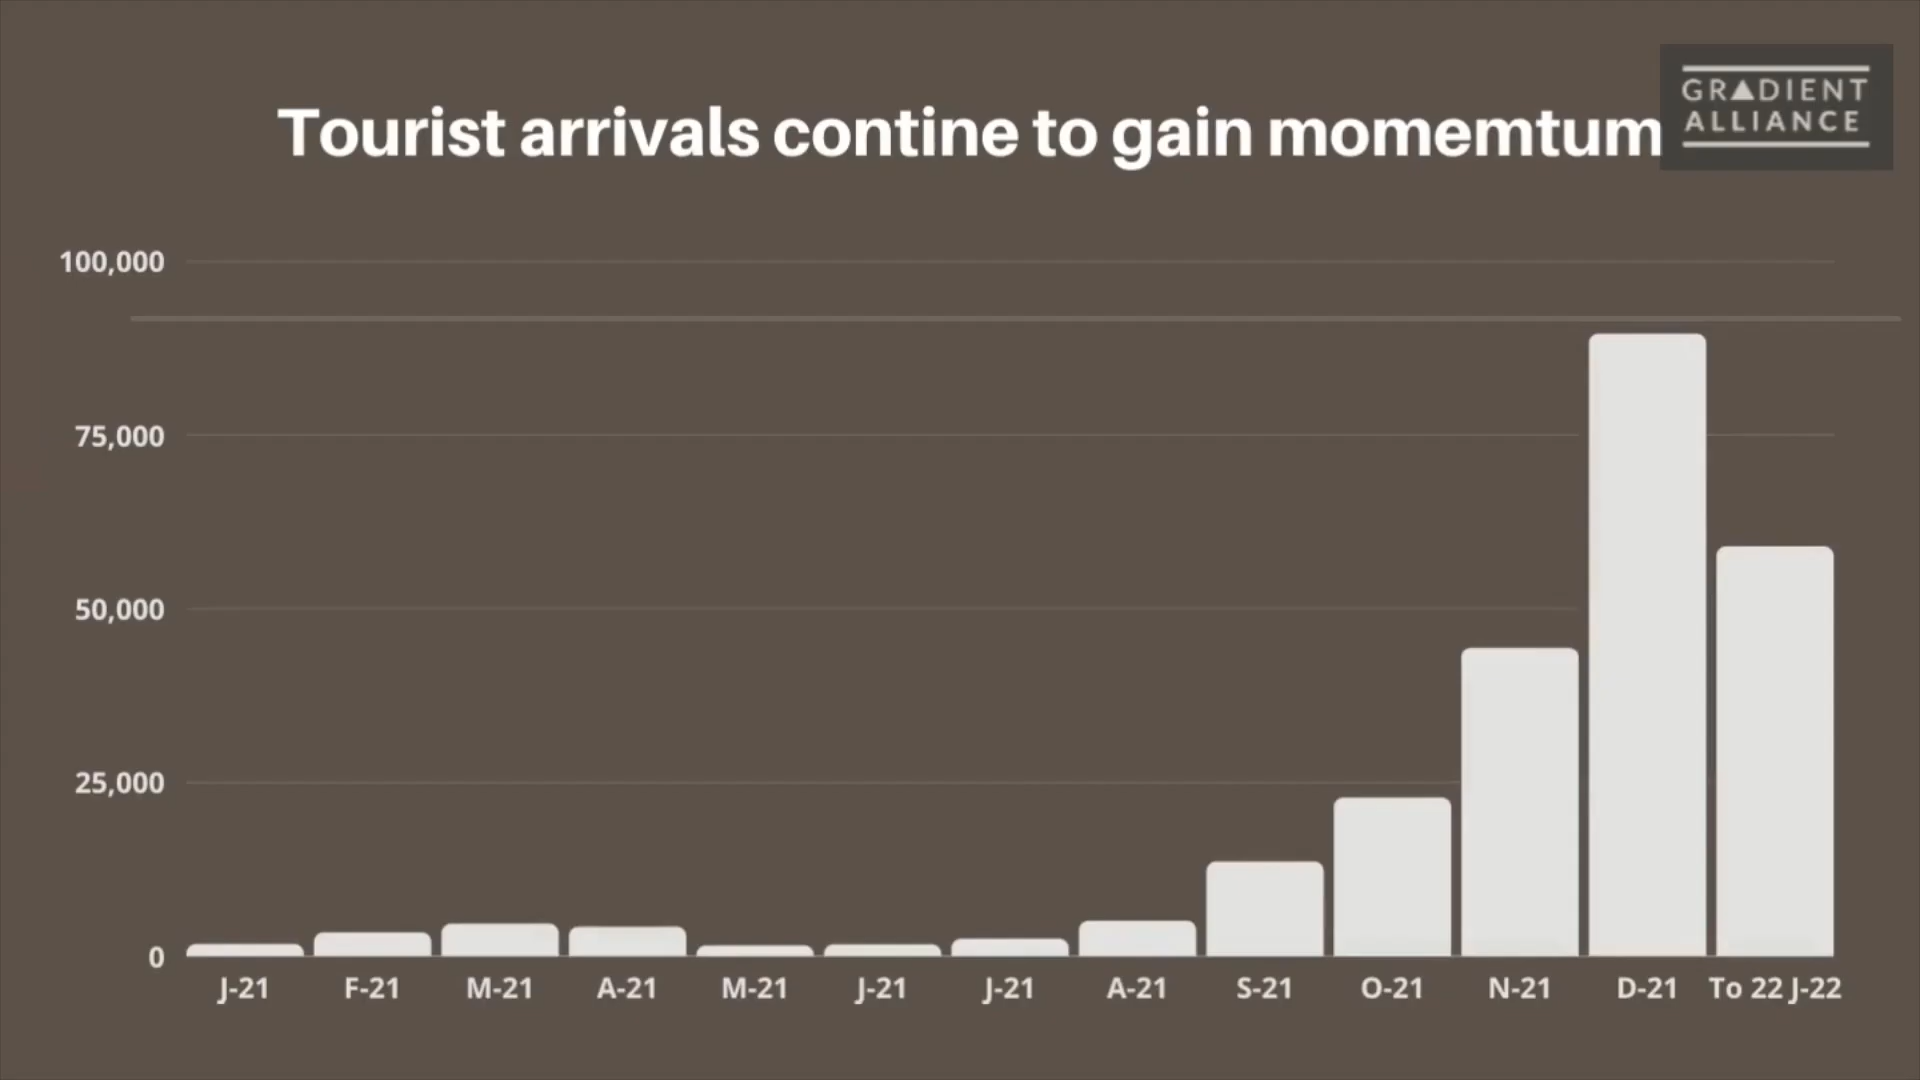 GRADIENT
ALLIANCE
Tourist arrivals contine to gain momemtum
100,000
75,000
50,000
25,000
0
J-21 F-21 M-21 A-21 M-21 J-21 J-21 A-21 S-21 O-21 N-21 D-21 To 22 J-22